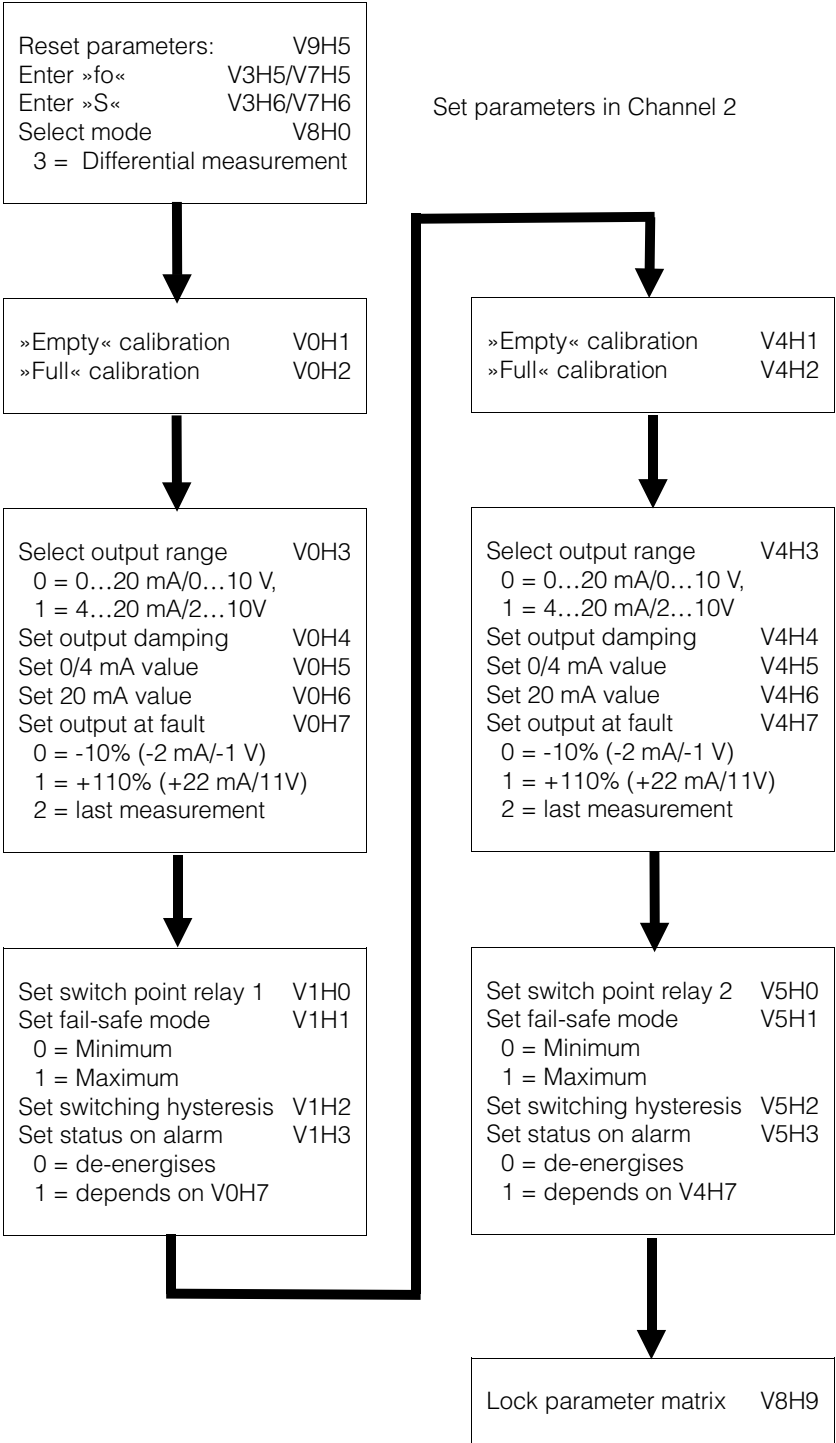 Reset parameters: V9H5
Enter »fo« V3H5/V7H5
Enter »S« V3H6/V7H6
Select mode V8H0
3 = Differential measurement
»Empty« calibration V0H1
»Full« calibration V0H2
Select output range V0H3
0 = 0...20 mA/0...10 V,
1 = 4...20 mA/2...10V
Set output damping V0H4
Set 0/4 mA value V0H5
Set 20 mA value V0H6
Set output at fault V0H7
0 = -10% (-2 mA/-1 V)
1 = +110% (+22 mA/11V)
2 = last measurement
Set switch point relay 1 V1H0
Set fail-safe mode V1H1
0 = Minimum
1 = Maximum
Set switching hysteresis V1H2
Set status on alarm V1H3
0 = de-energises
1 = depends on V0H7
Set parameters in Channel 2
»Empty« calibration V4H1
»Full« calibration V4H2
Select output range V4H3
0 = 0...20 mA/0...10 V,
1 = 4...20 mA/2...10V
Set output damping V4H4
Set 0/4 mA value V4H5
Set 20 mA value V4H6
Set output at fault V4H7
0 = -10% (-2 mA/-1 V)
1 = +110% (+22 mA/11V)
2 = last measurement
Set switch point relay 2 V5H0
Set fail-safe mode V5H1
0 = Minimum
1 = Maximum
Set switching hysteresis V5H2
Set status on alarm V5H3
0 = de-energises
1 = depends on V4H7
Lock parameter matrix V8H9